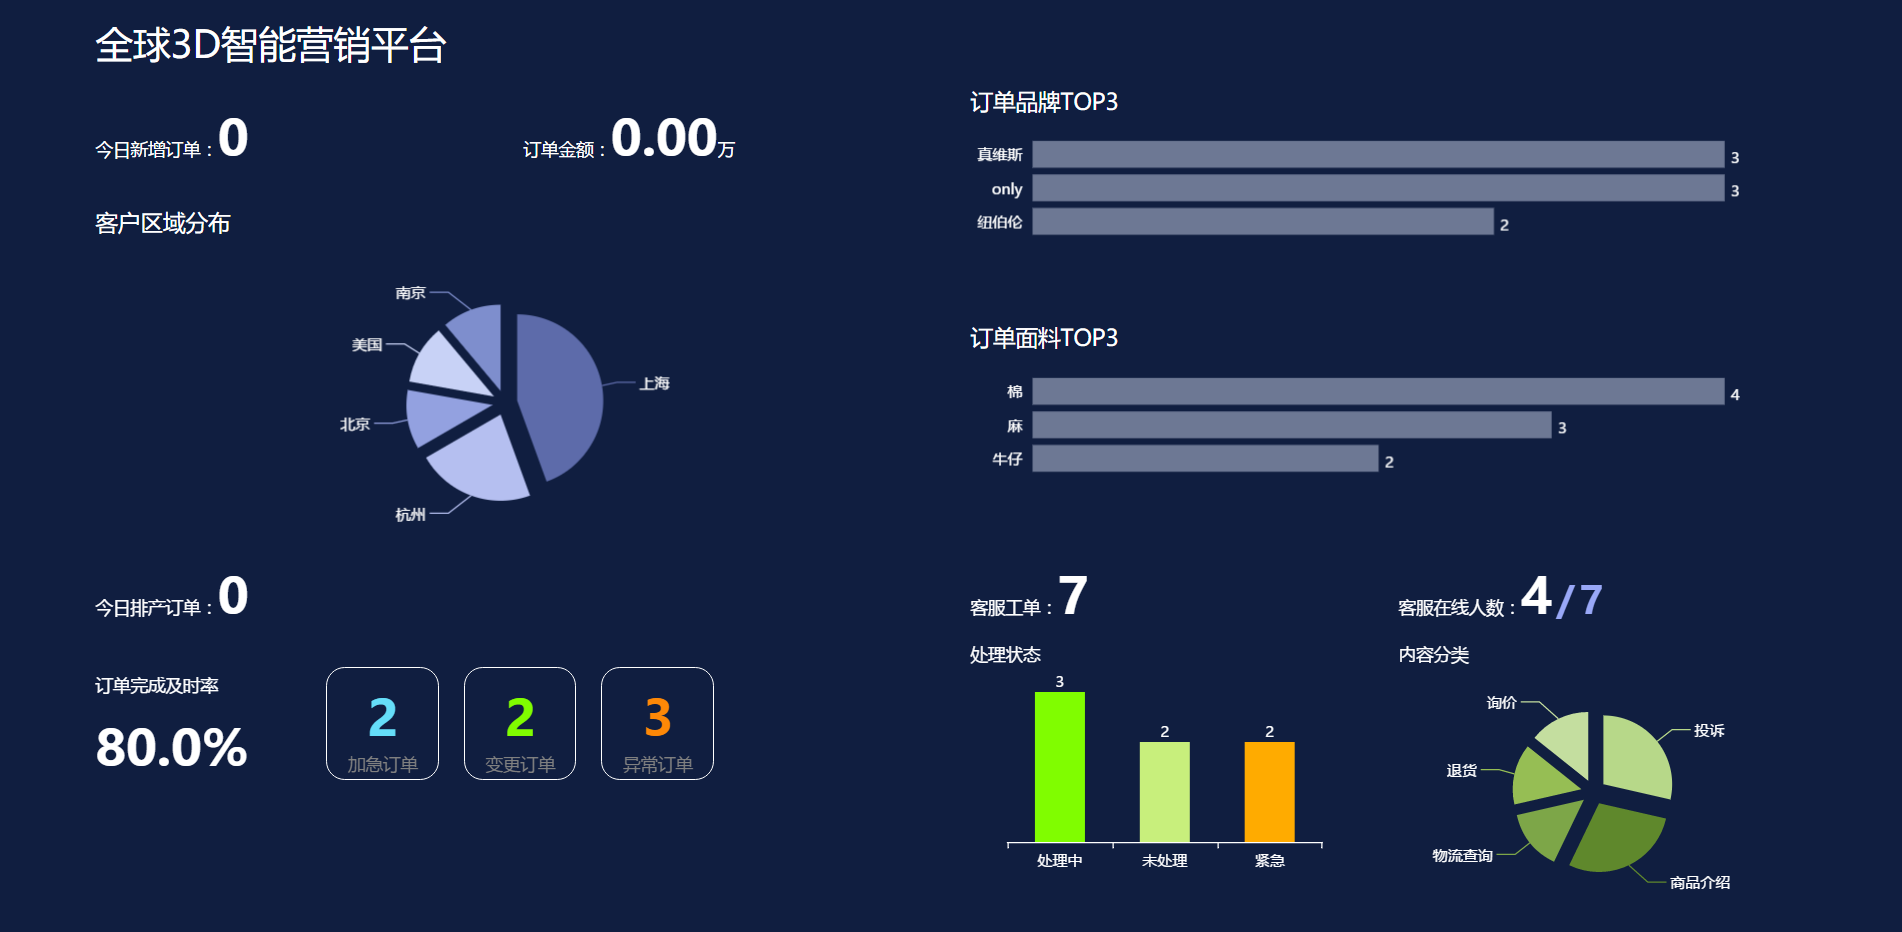 全球3D智能营销平台
今日新增订单：0
订单金额：0.00万
客户区域分布
南京
美国
上海
北京
杭州
订单品牌TOP3
真维斯 3
only 3
纽伯伦 2
订单面料TOP3
棉 4
麻 3
牛仔 2
今日排产订单：0
订单完成及时率
80.0%
2
加急订单
2
变更订单
3
异常订单
客服工单：7
处理状态
3
2
2
处理中 未处理 紧急
客服在线人数：4/7
内容分类
询价
投诉
退货
物流查询
商品介绍